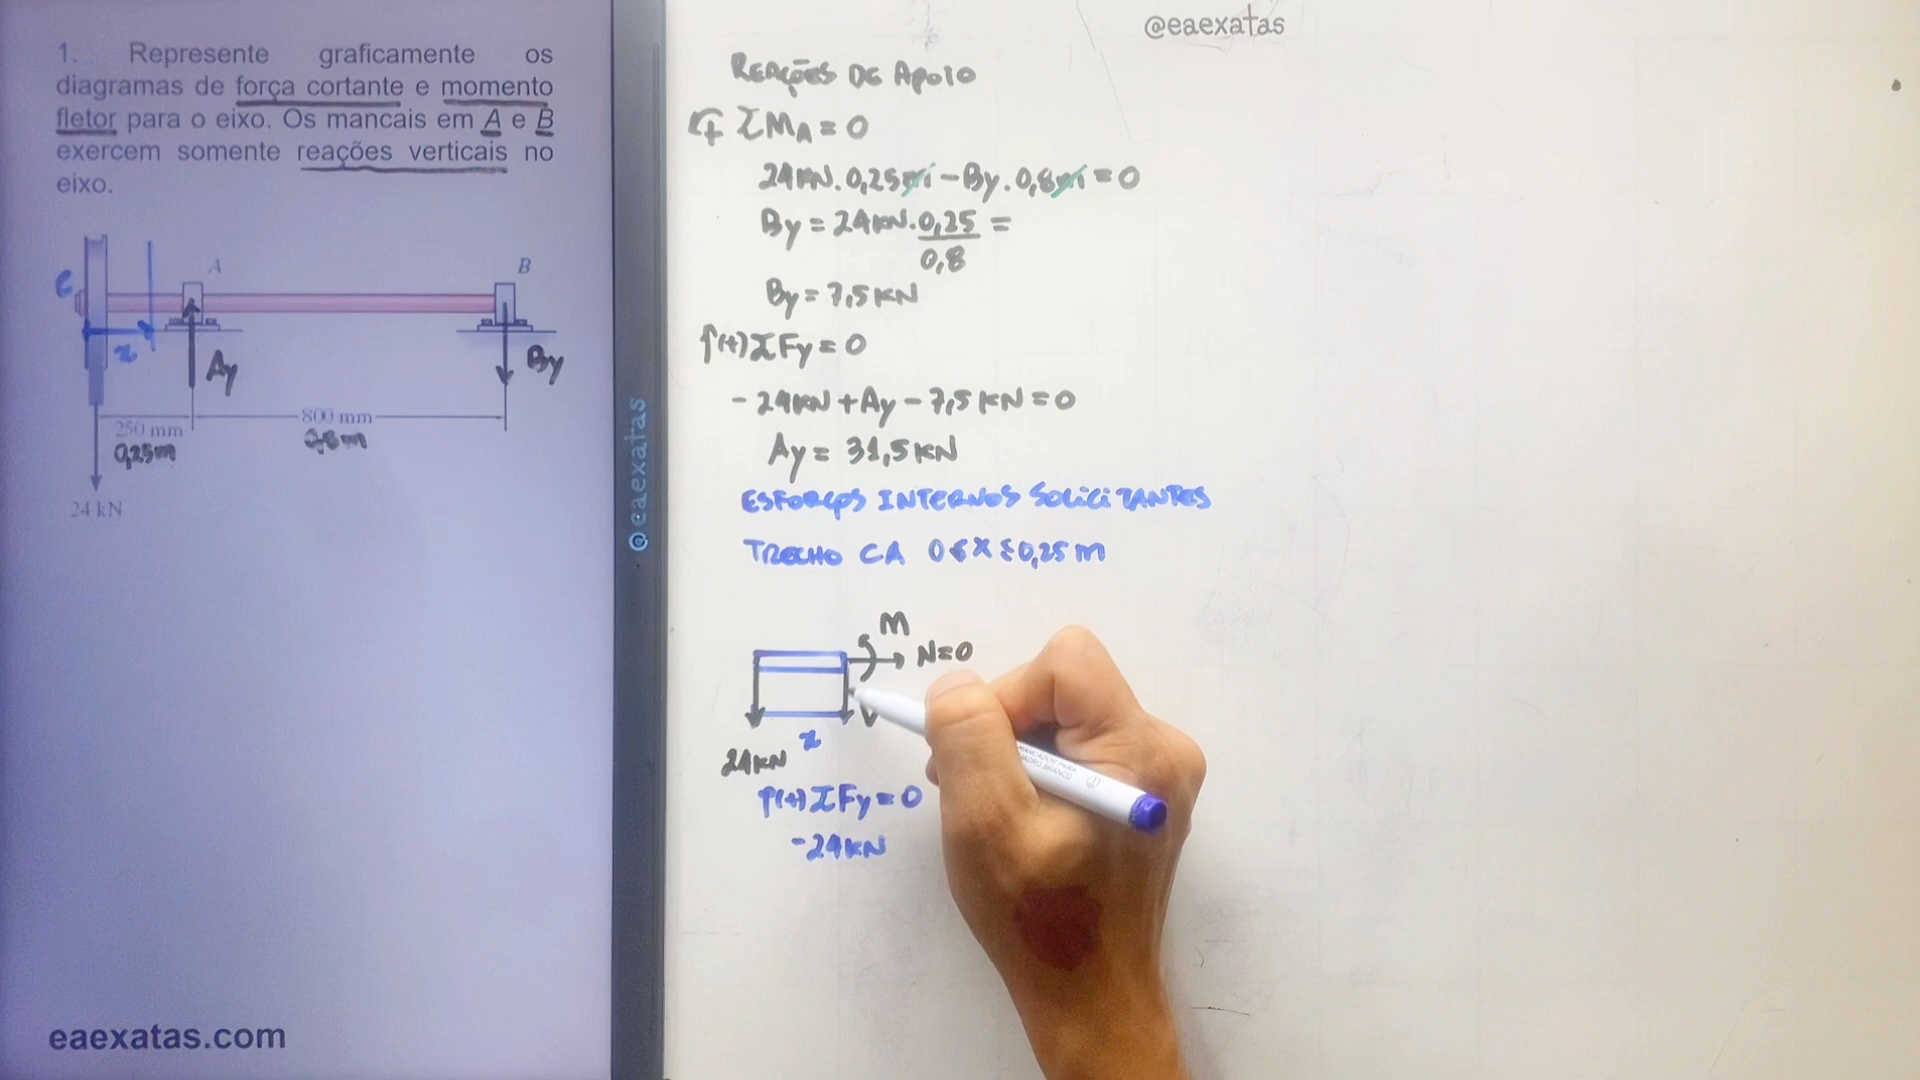 1. Represente graficamente os
diagramas de força cortante e momento
fletor para o eixo. Os mancais em A e B
exercem somente reações verticais no
eixo.
A
B
C
x
Ay
By
250 mm
0,25m
800 mm
0,8m
24 kN
eaexatas.com
@eaexatas
@eaexatas
REAÇÕES DE APOIO
+ ΣMA = 0
24kN.0,25m - By.0,8m = 0
By = 24kN.0,25 =
0,8
By = 7,5kN
↑(+)ΣFy = 0
-24kN + Ay - 7,5kN = 0
Ay = 31,5kN
ESFORÇOS INTERNOS SOLICITANTES
TRECHO CA 0≤X≤0,25m
M
N=0
V
x
24kN
↑(+)ΣFy = 0
-24kN